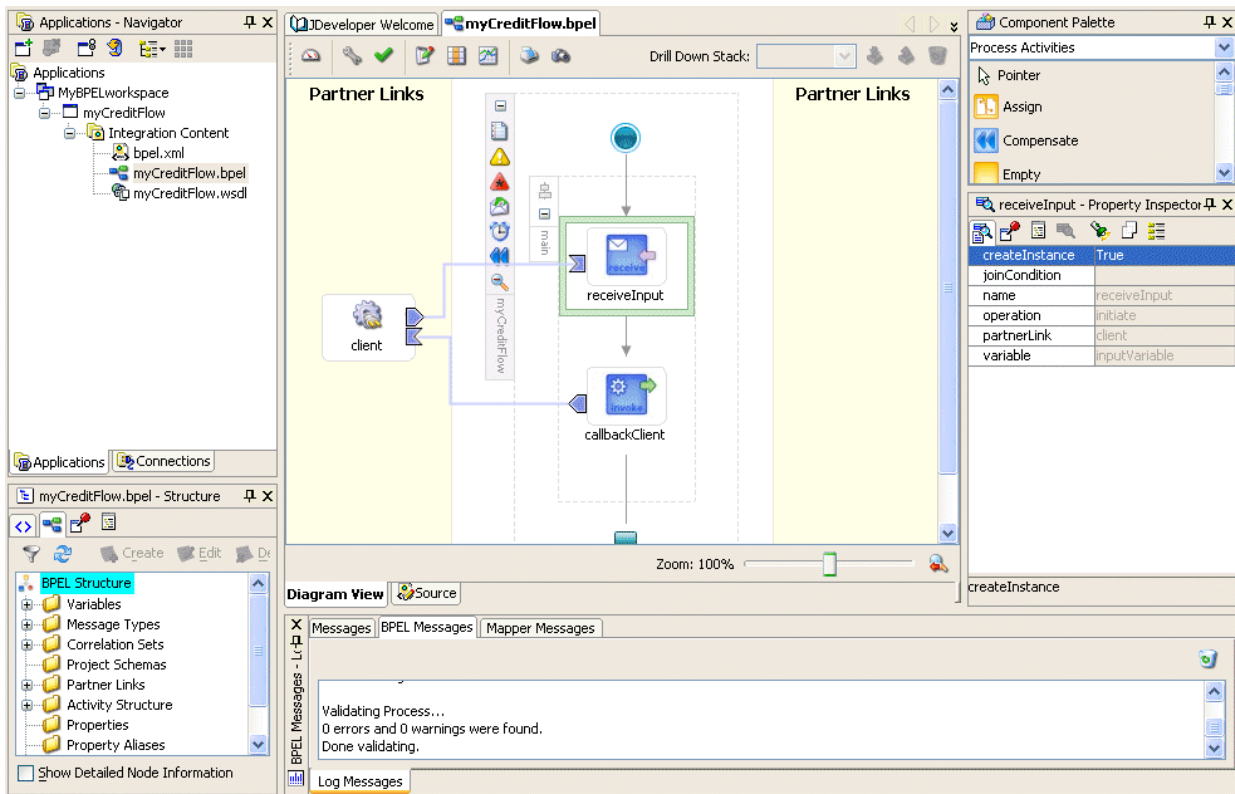 Applications - Navigator
Applications
MyBPELworkspace
myCreditFlow
Integration Content
bpel.xml
myCreditFlow.bpel
myCreditFlow.wsdl
Applications Connections
myCreditFlow.bpel - Structure
Create Edit De
BPEL Structure
Variables
Message Types
Correlation Sets
Project Schemas
Partner Links
Activity Structure
Properties
Property Aliases
Show Detailed Node Information
JDeveloper Welcome myCreditFlow.bpel
Drill Down Stack:
Partner Links
Partner Links
main
receive
receiveInput
myCreditFlow
client
invoke
callbackClient
Zoom: 100%
Diagram View Source
Component Palette
Process Activities
Pointer
Assign
Compensate
Empty
receiveInput - Property Inspector
createInstance True
joinCondition
name receiveInput
operation initiate
partnerLink client
variable inputVariable
createInstance
BPEL Messages -
Messages BPEL Messages Mapper Messages
Validating Process...
0 errors and 0 warnings were found.
Done validating.
Log Messages